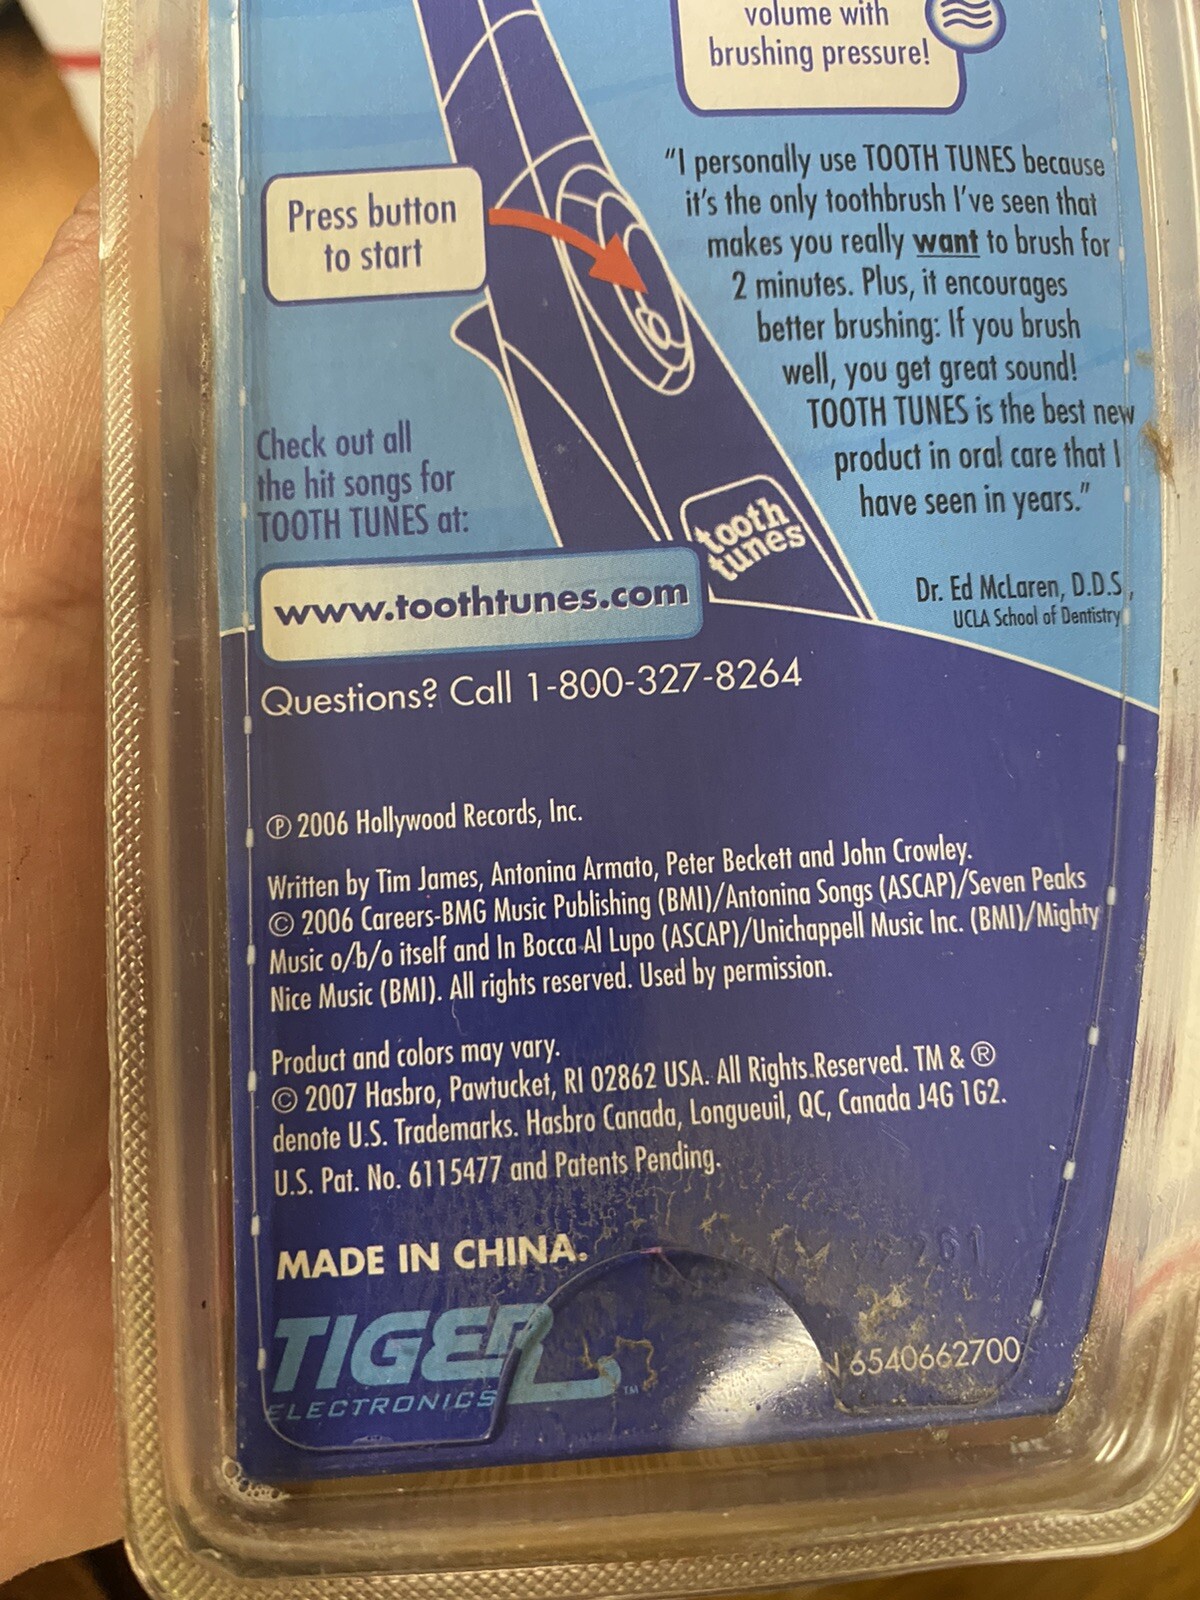 volume with
brushing pressure!
Press button
to start
"I personally use TOOTH TUNES because
it's the only toothbrush I've seen that
makes you really want to brush for
2 minutes. Plus, it encourages
better brushing: If you brush
well, you get great sound!
TOOTH TUNES is the best new
product in oral care that I
have seen in years."
Dr. Ed McLaren, D.D.S.,
UCLA School of Dentistry
Check out all
the hit songs for
TOOTH TUNES at:
tooth
tunes
www.toothtunes.com
Questions? Call 1-800-327-8264
℗ 2006 Hollywood Records, Inc.
Written by Tim James, Antonina Armato, Peter Beckett and John Crowley.
© 2006 Careers-BMG Music Publishing (BMI)/Antonina Songs (ASCAP)/Seven Peaks
Music o/b/o itself and In Bocca Al Lupo (ASCAP)/Unichappell Music Inc. (BMI)/Mighty
Nice Music (BMI). All rights reserved. Used by permission.
Product and colors may vary.
© 2007 Hasbro, Pawtucket, RI 02862 USA. All Rights Reserved. TM & ®
denote U.S. Trademarks. Hasbro Canada, Longueuil, QC, Canada J4G 1G2.
U.S. Pat. No. 6115477 and Patents Pending.
MADE IN CHINA.
TIGER
ELECTRONICS
TM
6540662700